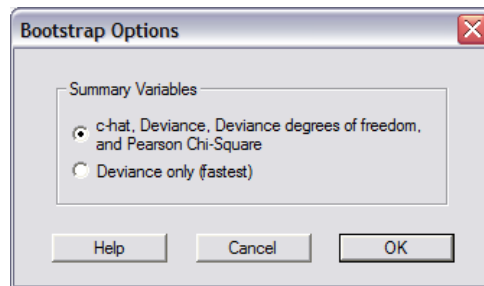 Bootstrap Options
Summary Variables
c-hat, Deviance, Deviance degrees of freedom,
and Pearson Chi-Square
Deviance only (fastest)
Help
Cancel
OK